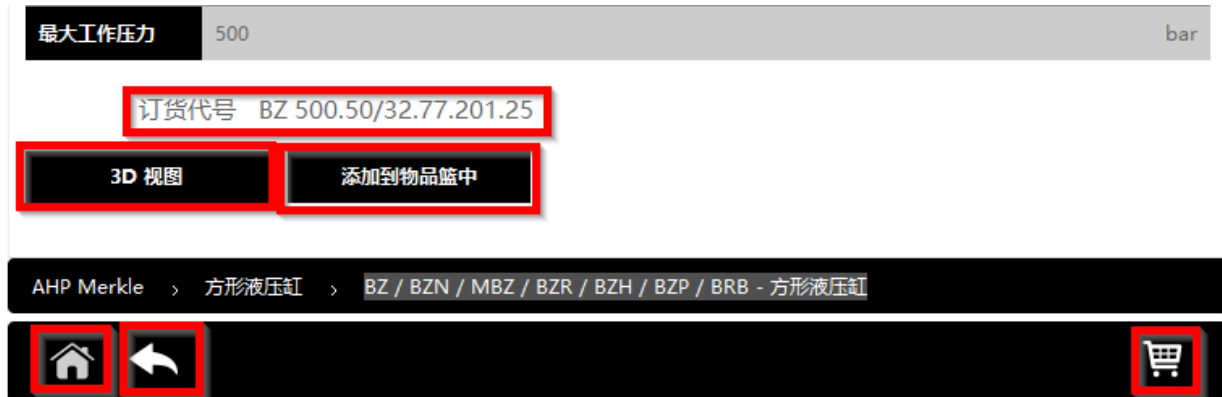 最大工作压力 500 bar
订货代号 BZ 500.50/32.77.201.25
3D 视图 添加到物品篮中
AHP Merkle > 方形液压缸 > BZ / BZN / MBZ / BZR / BZH / BZP / BRB - 方形液压缸